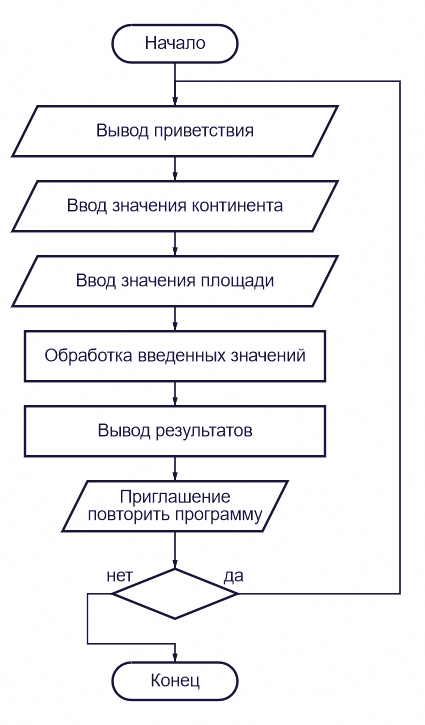 Начало
Вывод приветствия
Ввод значения континента
Ввод значения площади
Обработка введенных значений
Вывод результатов
Приглашение
повторить программу
нет
да
Конец